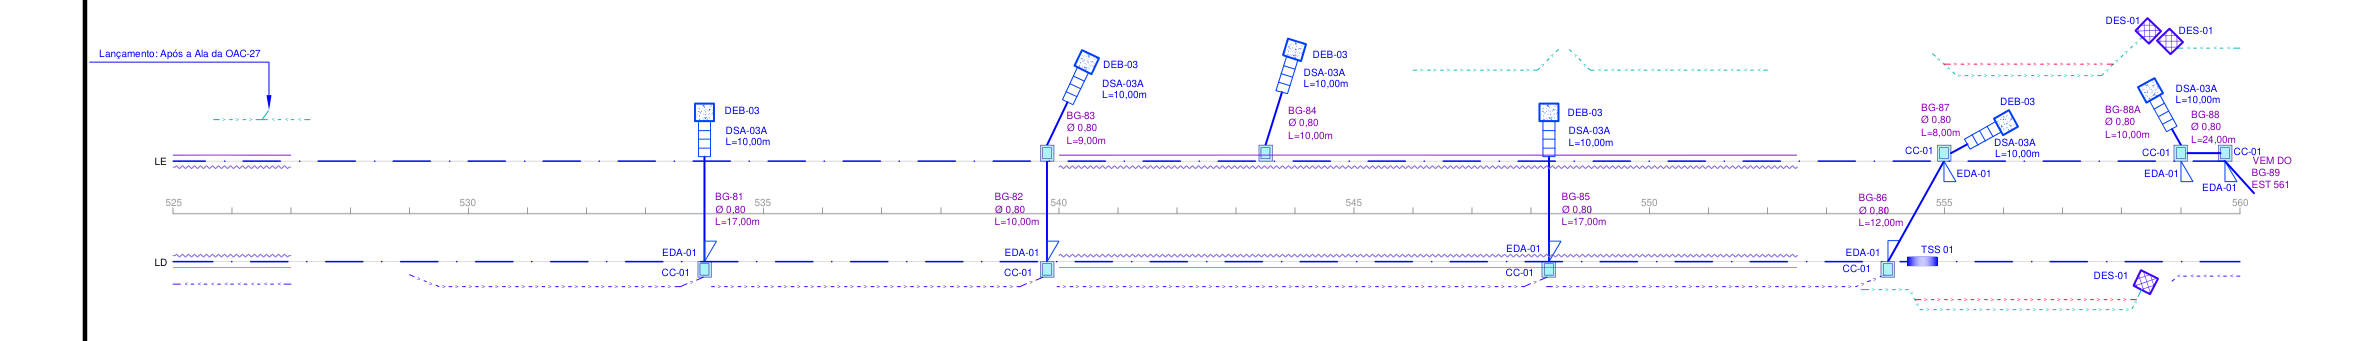 Lançamento: Após a Ala da OAC-27
DEB-03
DSA-03A
L=10,00m
DEB-03
DSA-03A
L=10,00m
BG-83
Ø 0,80
L=9,00m
DEB-03
DSA-03A
L=10,00m
BG-84
Ø 0,80
L=10,00m
DEB-03
DSA-03A
L=10,00m
DES-01
DES-01
BG-87
Ø 0,80
L=8,00m
DEB-03
DSA-03A
L=10,00m
CC-01
EDA-01
DSA-03A
L=10,00m
BG-88A
Ø 0,80
L=10,00m
BG-88
Ø 0,80
L=24,00m
CC-01
CC-01
EDA-01
EDA-01
VEM DO
BG-89
EST 561
LE
525
530
535
540
545
550
555
560
BG-81
Ø 0,80
L=17,00m
BG-82
Ø 0,80
L=10,00m
BG-85
Ø 0,80
L=17,00m
BG-86
Ø 0,80
L=12,00m
LD
EDA-01
CC-01
EDA-01
CC-01
EDA-01
CC-01
EDA-01
CC-01
TSS 01
DES-01